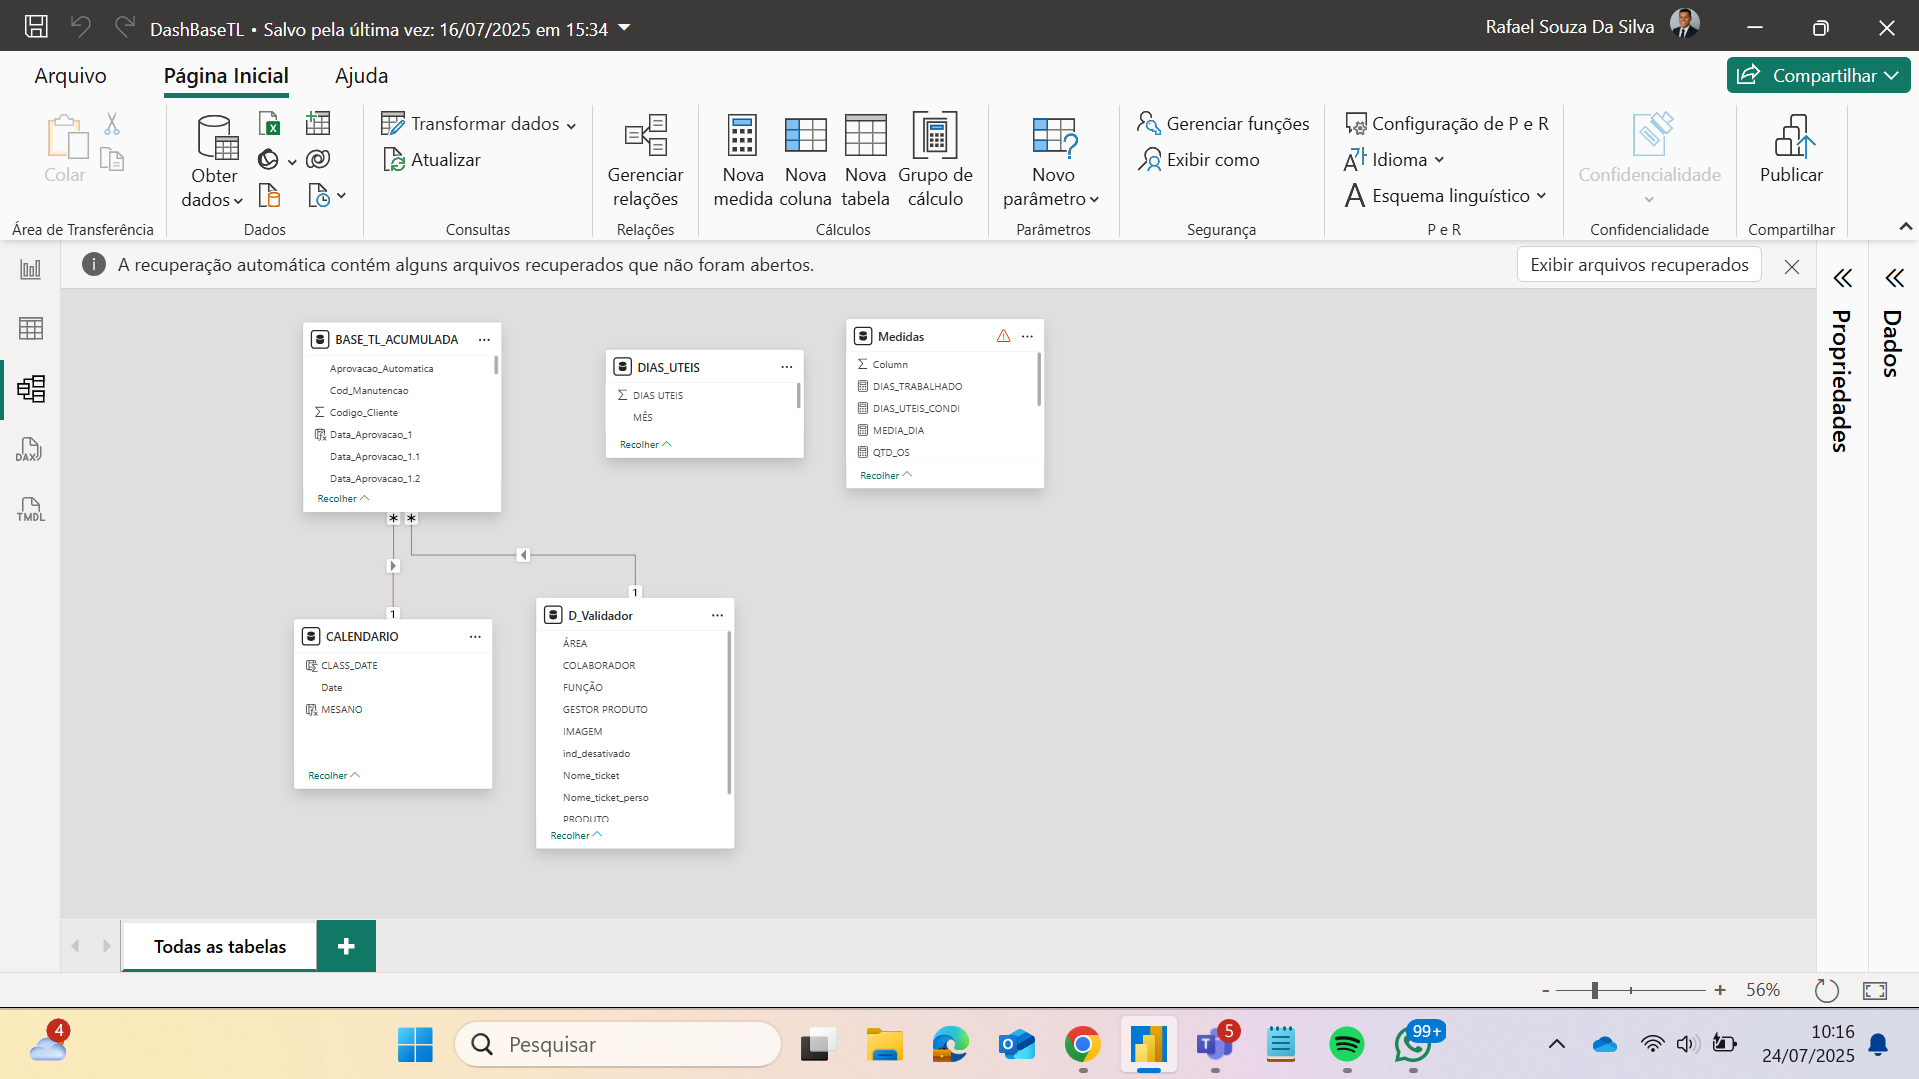 DashBaseTL • Salvo pela última vez: 16/07/2025 em 15:34
Rafael Souza Da Silva
Arquivo
Página Inicial
Ajuda
Compartilhar
Colar
Área de Transferência
Obter dados
Dados
Transformar dados
Atualizar
Consultas
Gerenciar relações
Relações
Nova medida
Nova coluna
Nova tabela
Grupo de cálculo
Cálculos
Novo parâmetro
Parâmetros
Gerenciar funções
Exibir como
Segurança
Configuração de P e R
Idioma
Esquema linguístico
P e R
Confidencialidade
Confidencialidade
Publicar
Compartilhar
A recuperação automática contém alguns arquivos recuperados que não foram abertos.
Exibir arquivos recuperados
Propriedades
Dados
DAX
TMDL
BASE_TL_ACUMULADA
Aprovacao_Automatica
Cod_Manutencao
Codigo_Cliente
Data_Aprovacao_1
Data_Aprovacao_1.1
Data_Aprovacao_1.2
Recolher
DIAS_UTEIS
DIAS UTEIS
MÊS
Recolher
Medidas
Column
DIAS_TRABALHADO
DIAS_UTEIS_CONDI
MEDIA_DIA
QTD_OS
Recolher
* *
1
1
CALENDARIO
CLASS_DATE
Date
MESANO
Recolher
D_Validador
ÁREA
COLABORADOR
FUNÇÃO
GESTOR PRODUTO
IMAGEM
ind_desativado
Nome_ticket
Nome_ticket_perso
PRODUTO
Recolher
Todas as tabelas
56%
4
Pesquisar
5
99+
10:16
24/07/2025